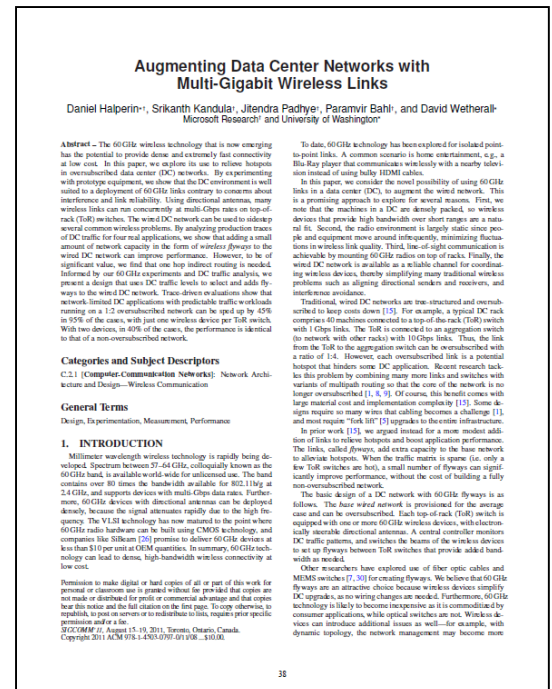 Augmenting Data Center Networks with
Multi-Gigabit Wireless Links
Daniel Halperin*†, Srikanth Kandula†, Jitendra Padhye†, Paramvir Bahl†, and David Wetherall*
Microsoft Research† and University of Washington*
Abstract – The 60 GHz wireless technology that is now emerging
has the potential to provide dense and extremely fast connectivity
at low cost. In this paper, we explore its use to relieve hotspots
in oversubscribed data center (DC) networks. By experimenting
with prototype equipment, we show that the DC environment is well
suited to a deployment of 60 GHz links contrary to concerns about
interference and link reliability. Using directional antennas, many
wireless links can run concurrently at multi-Gbps rates on top-of-
rack (ToR) switches. The wired DC network can be used to sidestep
several common wireless problems. By analyzing production traces
of DC traffic for four real applications, we show that adding a small
amount of network capacity in the form of wireless flyways to the
wired DC network can improve performance. However, to be of
significant value, we find that one hop indirect routing is needed.
Informed by our 60 GHz experiments and DC traffic analysis, we
present a design that uses DC traffic levels to select and adds fly-
ways to the wired DC network. Trace-driven evaluations show that
network-limited DC applications with predictable traffic workloads
running on a 1:2 oversubscribed network can be sped up by 45%
in 95% of the cases, with just one wireless device per ToR switch.
With two devices, in 40% of the cases, the performance is identical
to that of a non-oversubscribed network.
Categories and Subject Descriptors
C.2.1 [Computer-Communication Networks]: Network Archi-
tecture and Design—Wireless Communication
General Terms
Design, Experimentation, Measurement, Performance
1. INTRODUCTION
Millimeter wavelength wireless technology is rapidly being de-
veloped. Spectrum between 57–64 GHz, colloquially known as the
60 GHz band, is available world-wide for unlicensed use. The band
contains over 80 times the bandwidth available for 802.11b/g at
2.4 GHz, and supports devices with multi-Gbps data rates. Further-
more, 60 GHz devices with directional antennas can be deployed
densely, because the signal attenuates rapidly due to the high fre-
quency. The VLSI technology has now matured to the point where
60 GHz radio hardware can be built using CMOS technology, and
companies like SiBeam [26] promise to deliver 60 GHz devices at
less than $10 per unit at OEM quantities. In summary, 60 GHz tech-
nology can lead to dense, high-bandwidth wireless connectivity at
low cost.
Permission to make digital or hard copies of all or part of this work for
personal or classroom use is granted without fee provided that copies are
not made or distributed for profit or commercial advantage and that copies
bear this notice and the full citation on the first page. To copy otherwise, to
republish, to post on servers or to redistribute to lists, requires prior specific
permission and/or a fee.
SIGCOMM'11, August 15–19, 2011, Toronto, Ontario, Canada.
Copyright 2011 ACM 978-1-4503-0797-0/11/08 ...$10.00.
To date, 60 GHz technology has been explored for isolated point-
to-point links. A common scenario is home entertainment, e.g., a
Blu-Ray player that communicates wirelessly with a nearby televi-
sion instead of using bulky HDMI cables.
In this paper, we consider the novel possibility of using 60 GHz
links in a data center (DC), to augment the wired network. This
is a promising approach to explore for several reasons. First, we
note that the machines in a DC are densely packed, so wireless
devices that provide high bandwidth over short ranges are a natu-
ral fit. Second, the radio environment is largely static since peo-
ple and equipment move around infrequently, minimizing fluctua-
tions in wireless link quality. Third, line-of-sight communication is
achievable by mounting 60 GHz radios on top of racks. Finally, the
wired DC network is available as a reliable channel for coordinat-
ing wireless devices, thereby simplifying many traditional wireless
problems such as aligning directional senders and receivers, and
interference avoidance.
Traditional, wired DC networks are tree-structured and oversub-
scribed to keep costs down [15]. For example, a typical DC rack
comprises 40 machines connected to a top-of-the-rack (ToR) switch
with 1 Gbps links. The ToR is connected to an aggregation switch
(to network with other racks) with 10 Gbps links. Thus, the link
from the ToR to the aggregation switch can be oversubscribed with
a ratio of 1:4. However, each oversubscribed link is a potential
hotspot that hinders some DC application. Recent research tack-
les this problem by combining many more links and switches with
variants of multipath routing so that the core of the network is no
longer oversubscribed [1, 8, 9]. Of course, this benefit comes with
large material cost and implementation complexity [15]. Some de-
signs require so many wires that cabling becomes a challenge [1],
and most require "fork lift" [5] upgrades to the entire infrastructure.
In prior work [15], we argued instead for a more modest addi-
tion of links to relieve hotspots and boost application performance.
The links, called flyways, add extra capacity to the base network
to alleviate hotspots. When the traffic matrix is sparse (i.e. only a
few ToR switches are hot), a small number of flyways can signif-
icantly improve performance, without the cost of building a fully
non-oversubscribed network.
The basic design of a DC network with 60 GHz flyways is as
follows. The base wired network is provisioned for the average
case and can be oversubscribed. Each top-of-rack (ToR) switch is
equipped with one or more 60 GHz wireless devices, with electron-
ically steerable directional antennas. A central controller monitors
DC traffic patterns, and switches the beams of the wireless devices
to set up flyways between ToR switches that provide added band-
width as needed.
Other researchers have explored use of fiber optic cables and
MEMS switches [7, 30] for creating flyways. We believe that 60 GHz
flyways are an attractive choice because wireless devices simplify
DC upgrades, as no wiring changes are needed. Furthermore, 60 GHz
technology is likely to become inexpensive as it is commoditized by
consumer applications, while optical switches are not. Wireless de-
vices can introduce additional issues as well—for example, with
dynamic topology, the network management may become more
38